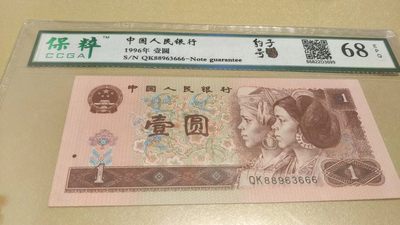 保粹
CCGA
TM
中国人民银行
1996年 壹圆
S/N QK88963666-Note guarantee
豹子号
68
EPQ
中国人民银行
壹圆
1
1
QK88963666